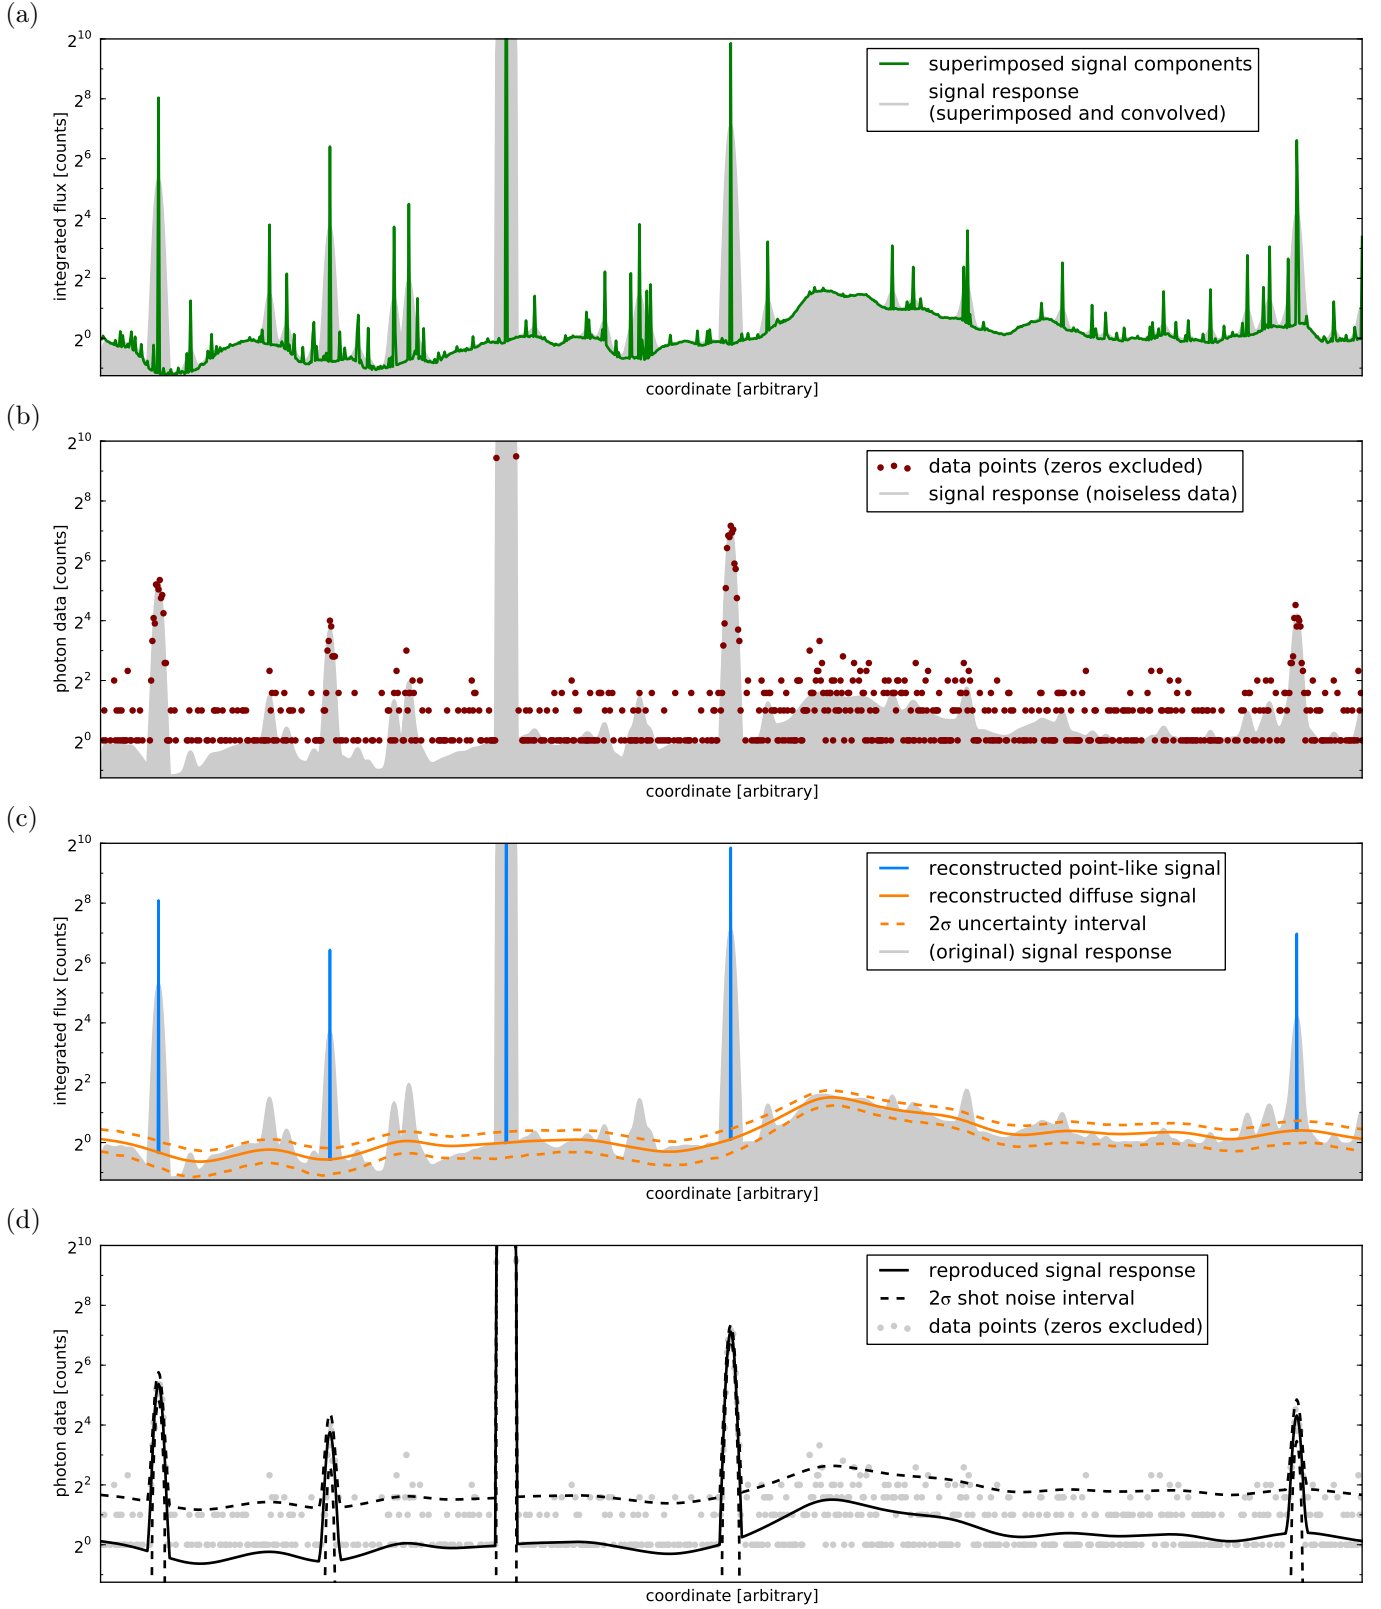 (a)
2^10
2^8
2^6
2^4
2^2
2^0
integrated flux [counts]
superimposed signal components
signal response
(superimposed and convolved)
coordinate [arbitrary]
(b)
2^10
2^8
2^6
2^4
2^2
2^0
photon data [counts]
data points (zeros excluded)
signal response (noiseless data)
coordinate [arbitrary]
(c)
2^10
2^8
2^6
2^4
2^2
2^0
integrated flux [counts]
reconstructed point-like signal
reconstructed diffuse signal
2σ uncertainty interval
(original) signal response
coordinate [arbitrary]
(d)
2^10
2^8
2^6
2^4
2^2
2^0
photon data [counts]
reproduced signal response
2σ shot noise interval
data points (zeros excluded)
coordinate [arbitrary]